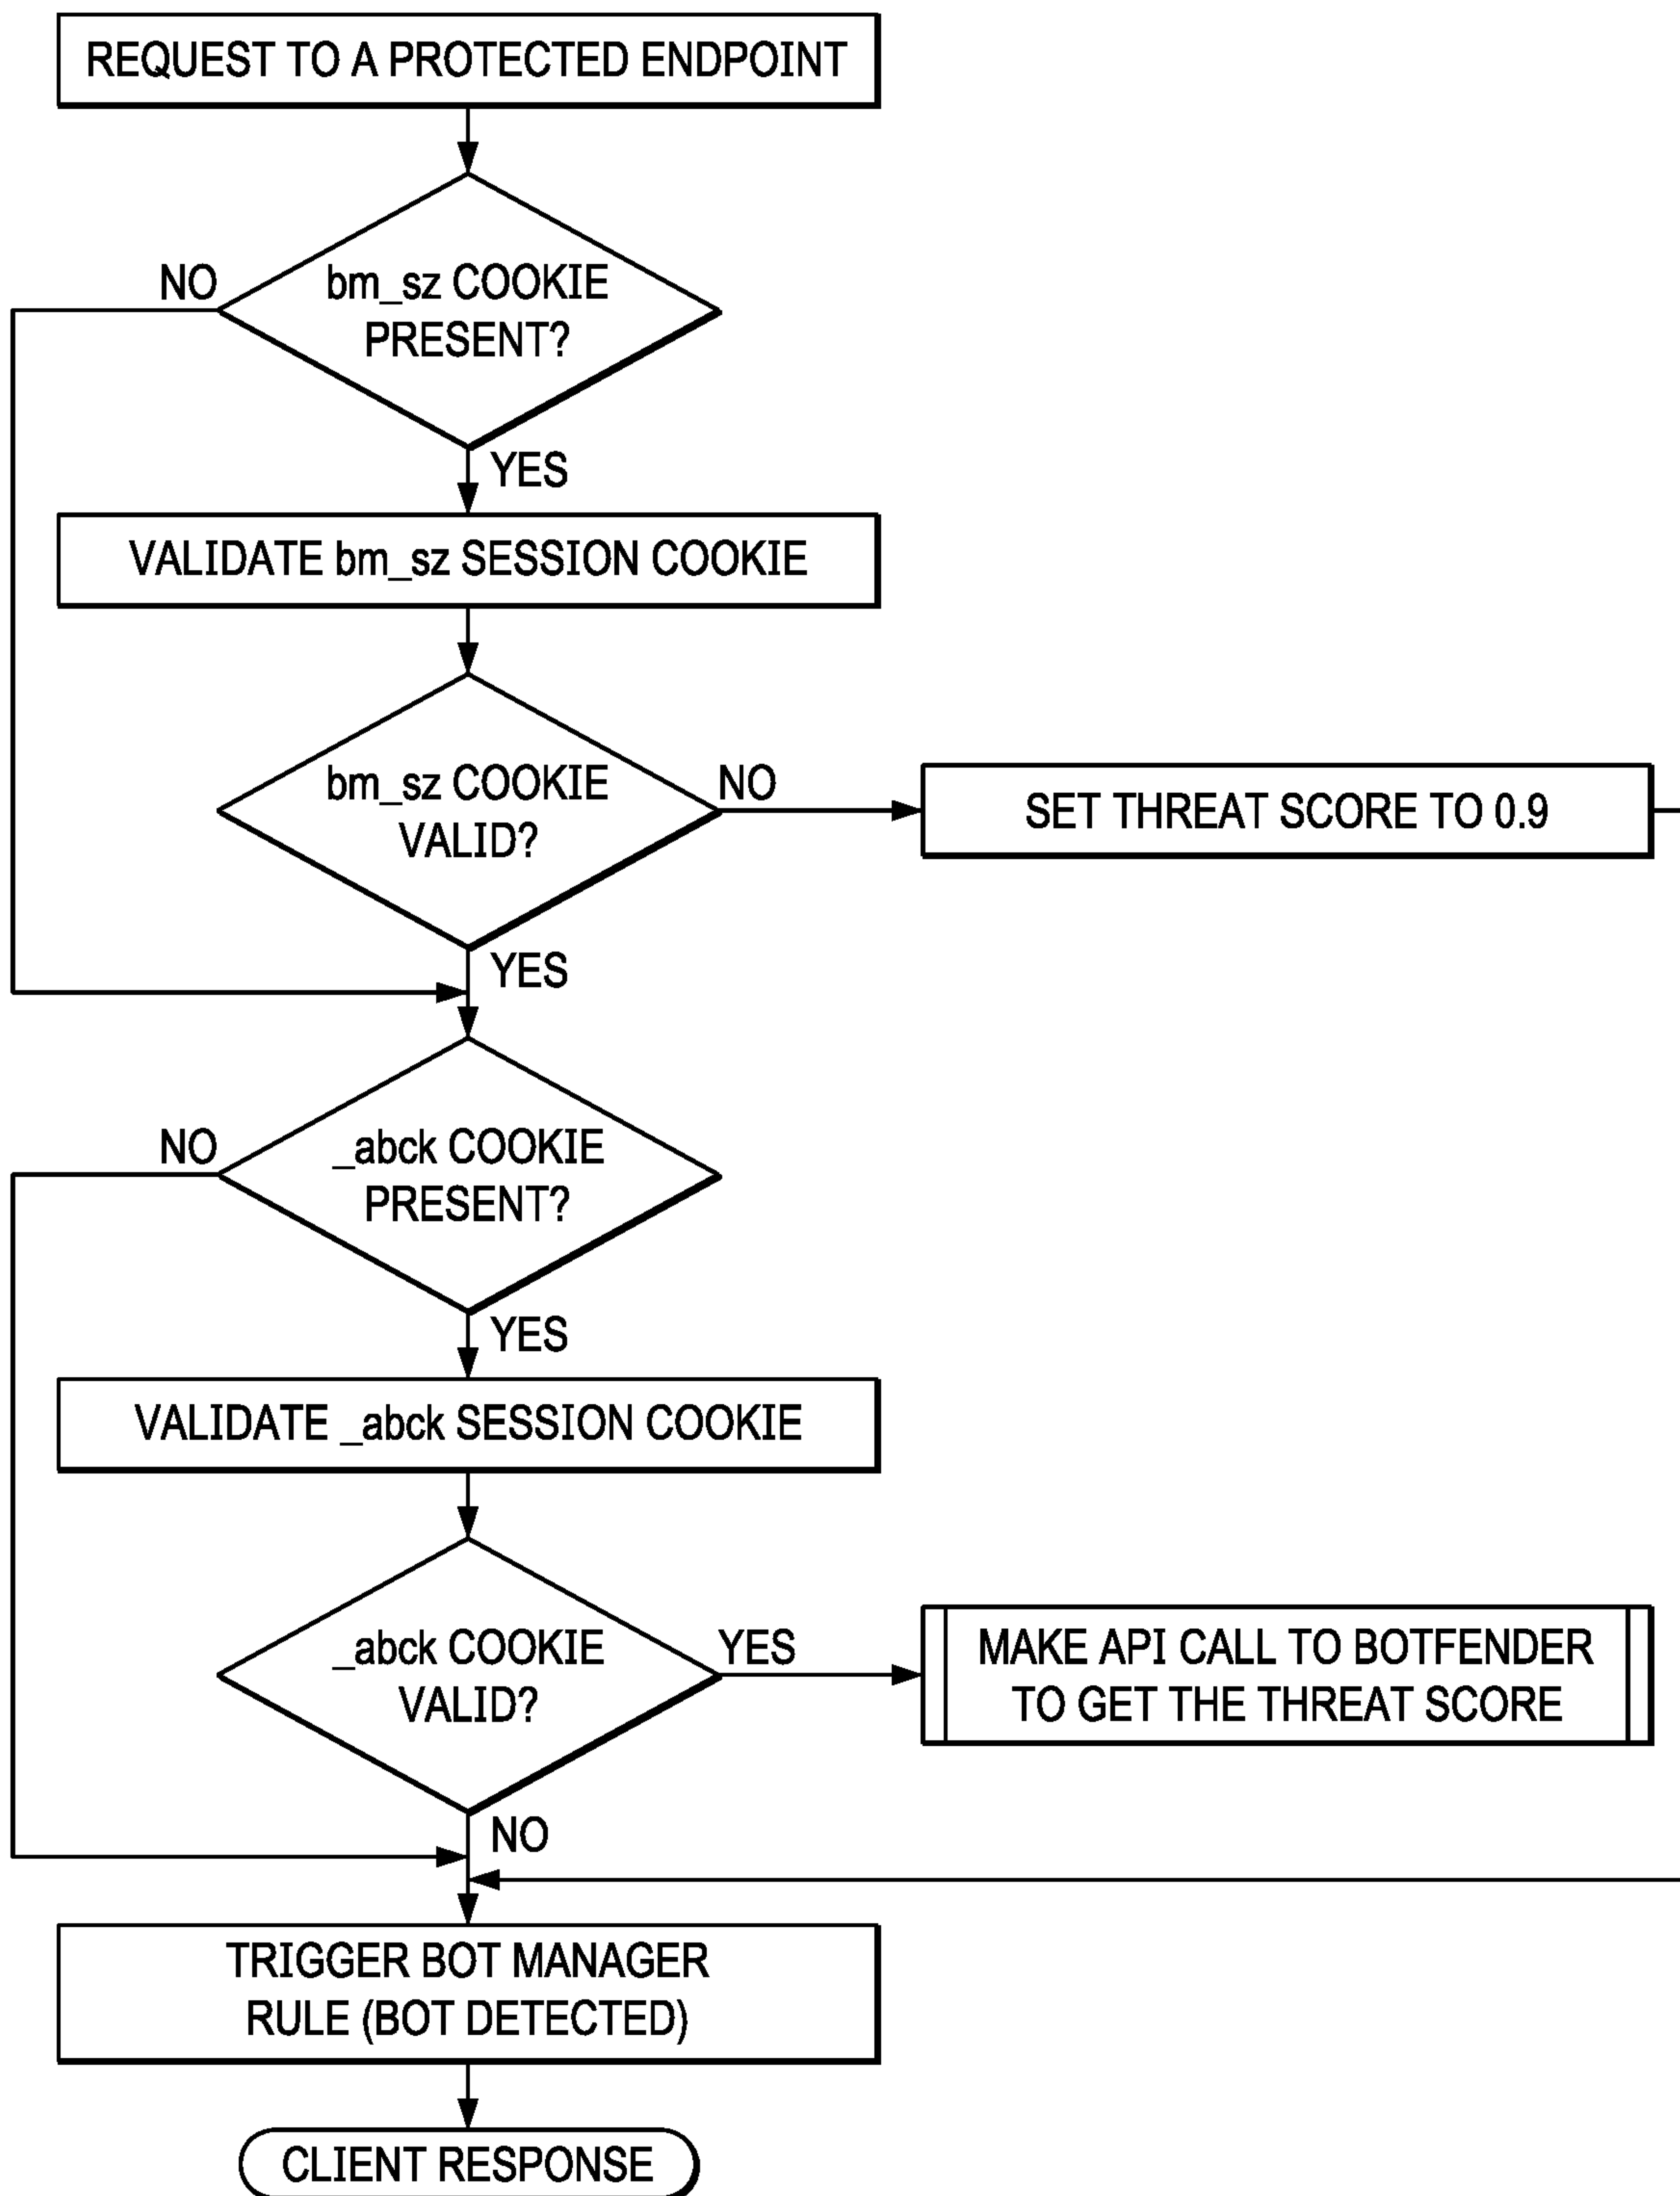 REQUEST TO A PROTECTED ENDPOINT
NO
bm_sz COOKIE
PRESENT?
YES
VALIDATE bm_sz SESSION COOKIE
bm_sz COOKIE
VALID?
NO
SET THREAT SCORE TO 0.9
YES
NO
_abck COOKIE
PRESENT?
YES
VALIDATE _abck SESSION COOKIE
_abck COOKIE
VALID?
YES
MAKE API CALL TO BOTFENDER
TO GET THE THREAT SCORE
NO
TRIGGER BOT MANAGER
RULE (BOT DETECTED)
CLIENT RESPONSE